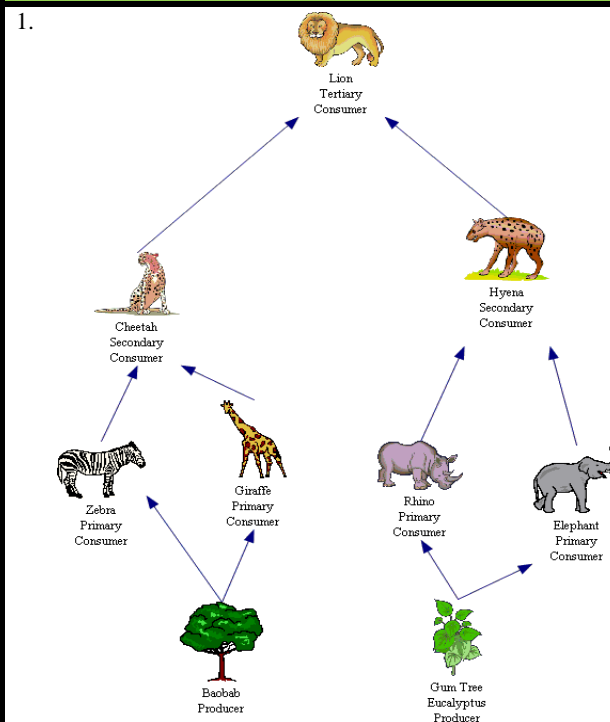 1.
Lion
Tertiary
Consumer
Cheetah
Secondary
Consumer
Hyena
Secondary
Consumer
Zebra
Primary
Consumer
Giraffe
Primary
Consumer
Rhino
Primary
Consumer
Elephant
Primary
Consumer
Baobab
Producer
Gum Tree
Eucalyptus
Producer